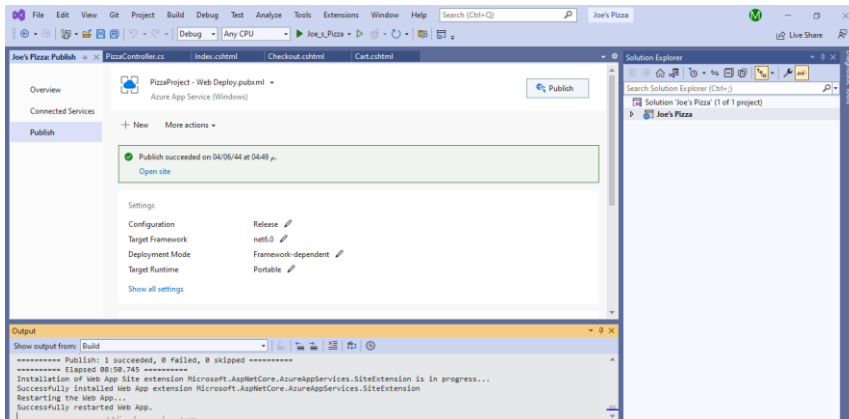 File Edit View Git Project Build Debug Test Analyze Tools Extensions Window Help Search (Ctrl+Q) Joe's Pizza M
Debug Any CPU Joe_s_Pizza Live Share
Joe's Pizza: Publish PizzaController.cs Index.cshtml Checkout.cshtml Cart.cshtml
Solution Explorer
Overview
Connected Services
Publish
PizzaProject - Web Deploy.pubxml
Azure App Service (Windows)
Publish
New More actions
Publish succeeded on 04/06/44 at 04:49 م.
Open site
Settings
Configuration Release
Target Framework net6.0
Deployment Mode Framework-dependent
Target Runtime Portable
Show all settings
Search Solution Explorer (Ctrl+;)
Solution 'Joe's Pizza' (1 of 1 project)
Joe's Pizza
Output
Show output from: Build
========== Publish: 1 succeeded, 0 failed, 0 skipped ==========
========== Elapsed 08:50.745 ==========
Installation of Web App Site extension Microsoft.AspNetCore.AzureAppServices.SiteExtension is in progress...
Successfully installed Web App extension Microsoft.AspNetCore.AzureAppServices.SiteExtension
Restarting the Web App...
Successfully restarted Web App.